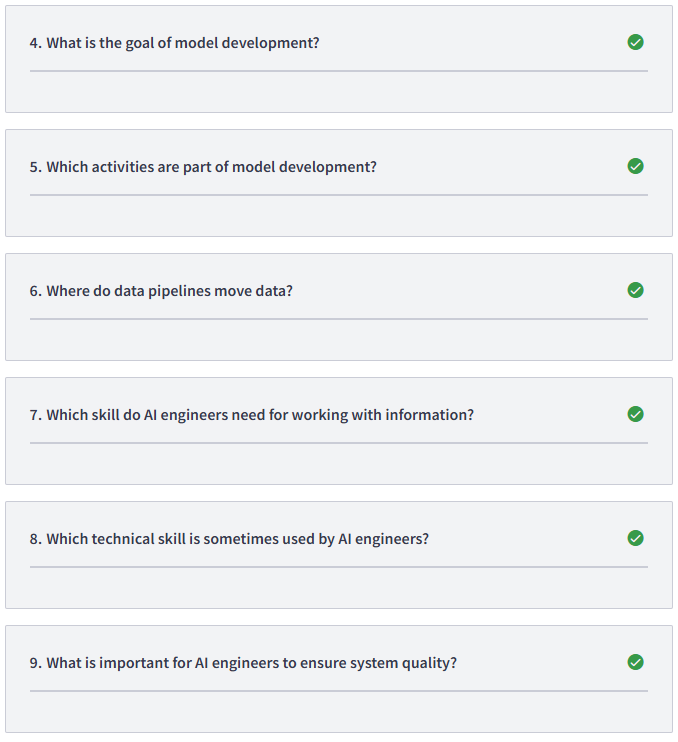 4. What is the goal of model development?
5. Which activities are part of model development?
6. Where do data pipelines move data?
7. Which skill do AI engineers need for working with information?
8. Which technical skill is sometimes used by AI engineers?
9. What is important for AI engineers to ensure system quality?